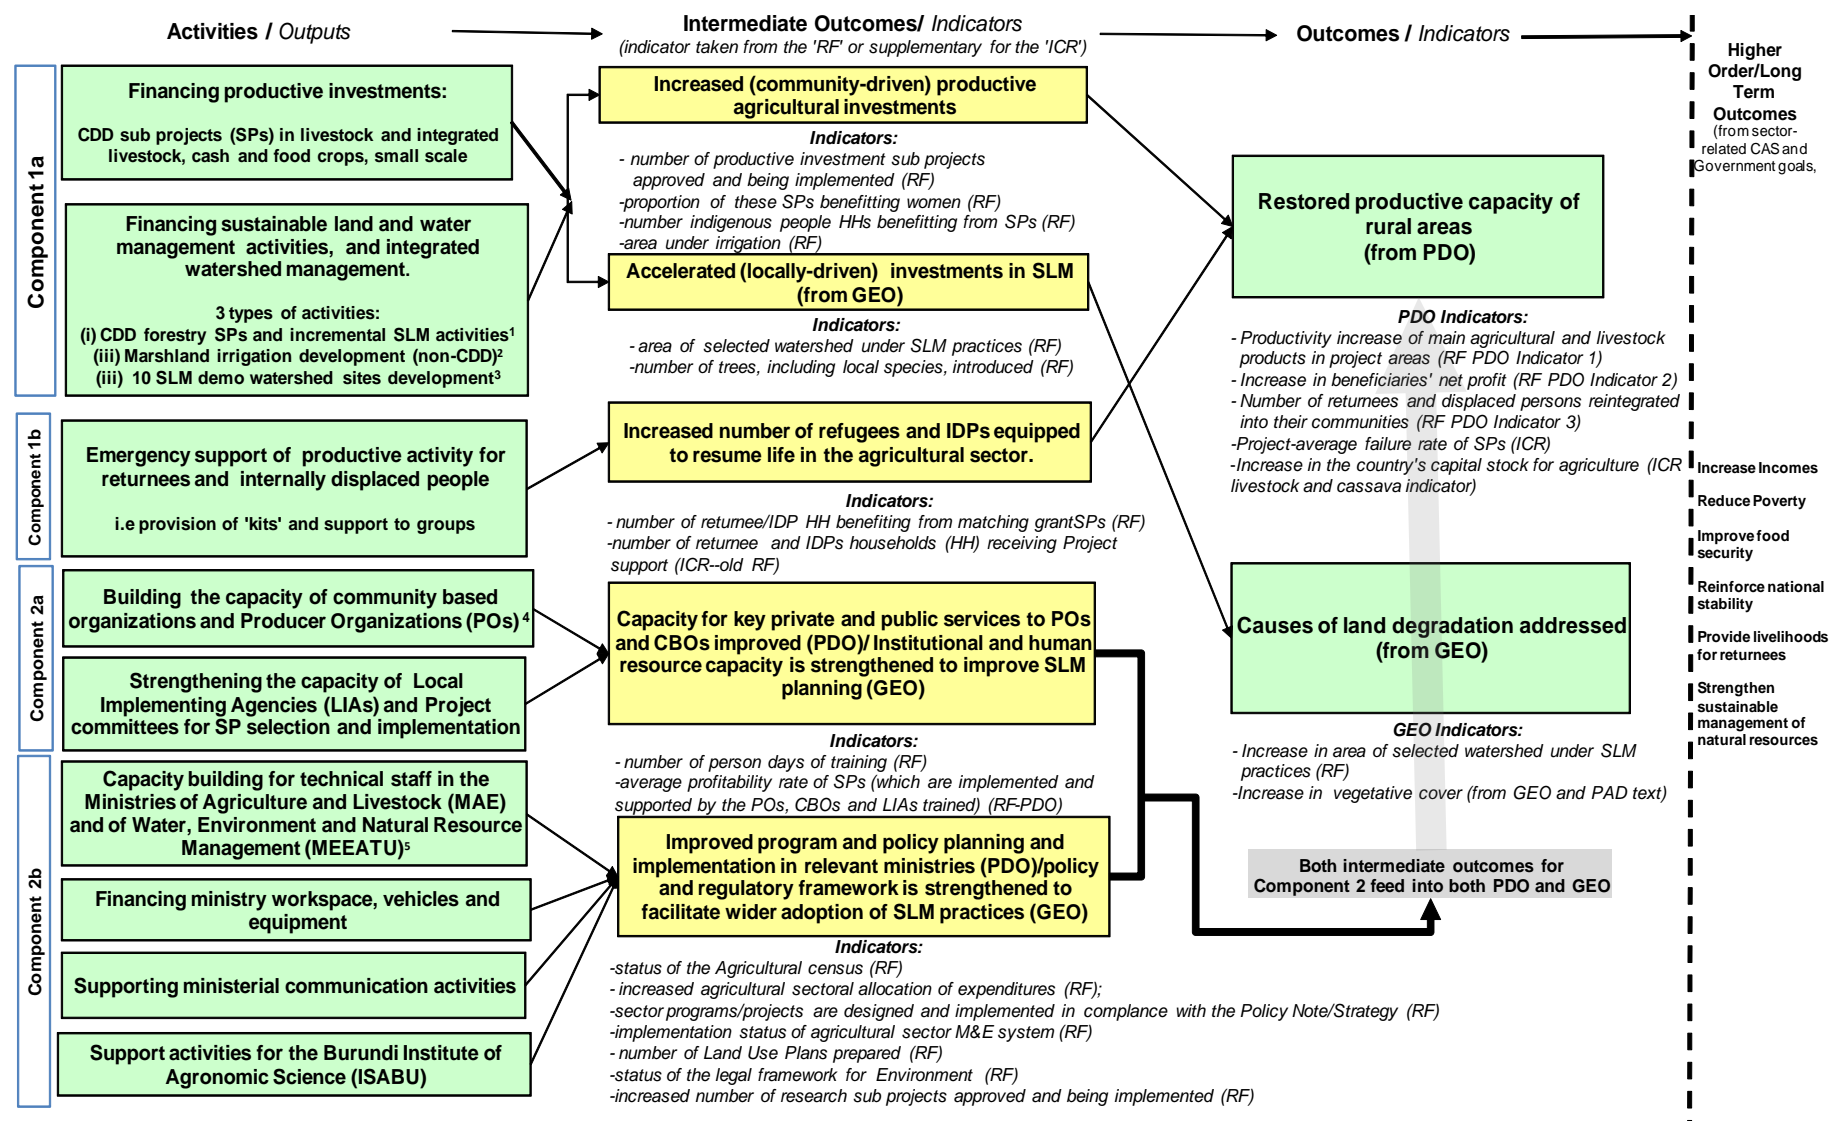 Activities / Outputs
Intermediate Outcomes/ Indicators
(indicator taken from the 'RF' or supplementary for the 'ICR')
Outcomes / Indicators
Higher
Order/Long
Term
Outcomes
(from sector-
related CAS and
Government goals,
Component 1a
Financing productive investments:
CDD sub projects (SPs) in livestock and integrated
livestock, cash and food crops, small scale
Financing sustainable land and water
management activities, and integrated
watershed management.
3 types of activities:
(i) CDD forestry SPs and incremental SLM activities¹
(iii) Marshland irrigation development (non-CDD)²
(iii) 10 SLM demo watershed sites development³
Component 1b
Emergency support of productive activity for
returnees and internally displaced people
i.e provision of 'kits' and support to groups
Component 2a
Building the capacity of community based
organizations and Producer Organizations (POs)⁴
Strengthening the capacity of Local
Implementing Agencies (LIAs) and Project
committees for SP selection and implementation
Component 2b
Capacity building for technical staff in the
Ministries of Agriculture and Livestock (MAE)
and of Water, Environment and Natural Resource
Management (MEEATU)⁵
Financing ministry workspace, vehicles and
equipment
Supporting ministerial communication activities
Support activities for the Burundi Institute of
Agronomic Science (ISABU)
Increased (community-driven) productive
agricultural investments
Indicators:
- number of productive investment sub projects
approved and being implemented (RF)
-proportion of these SPs benefitting women (RF)
-number indigenous people HHs benefitting from SPs (RF)
-area under irrigation (RF)
Accelerated (locally-driven) investments in SLM
(from GEO)
Indicators:
- area of selected watershed under SLM practices (RF)
-number of trees, including local species, introduced (RF)
Increased number of refugees and IDPs equipped
to resume life in the agricultural sector.
Indicators:
- number of returnee/IDP HH benefiting from matching grantSPs (RF)
-number of returnee and IDPs households (HH) receiving Project
support (ICR--old RF)
Capacity for key private and public services to POs
and CBOs improved (PDO)/ Institutional and human
resource capacity is strengthened to improve SLM
planning (GEO)
Indicators:
- number of person days of training (RF)
-average profitability rate of SPs (which are implemented and
supported by the POs, CBOs and LIAs trained) (RF-PDO)
Improved program and policy planning and
implementation in relevant ministries (PDO)/policy
and regulatory framework is strengthened to
facilitate wider adoption of SLM practices (GEO)
Indicators:
-status of the Agricultural census (RF)
- increased agricultural sectoral allocation of expenditures (RF);
-sector programs/projects are designed and implemented in compliance with the Policy Note/Strategy (RF)
-implementation status of agricultural sector M&E system (RF)
- number of Land Use Plans prepared (RF)
-status of the legal framework for Environment (RF)
-increased number of research sub projects approved and being implemented (RF)
Restored productive capacity of
rural areas
(from PDO)
PDO Indicators:
- Productivity increase of main agricultural and livestock
products in project areas (RF PDO Indicator 1)
- Increase in beneficiaries' net profit (RF PDO Indicator 2)
- Number of returnees and displaced persons reintegrated
into their communities (RF PDO Indicator 3)
-Project-average failure rate of SPs (ICR)
-Increase in the country's capital stock for agriculture (ICR
livestock and cassava indicator)
Causes of land degradation addressed
(from GEO)
GEO Indicators:
- Increase in area of selected watershed under SLM
practices (RF)
-Increase in vegetative cover (from GEO and PAD text)
Both intermediate outcomes for
Component 2 feed into both PDO and GEO
Increase Incomes
Reduce Poverty
Improve food
security
Reinforce national
stability
Provide livelihoods
for returnees
Strengthen
sustainable
management of
natural resources